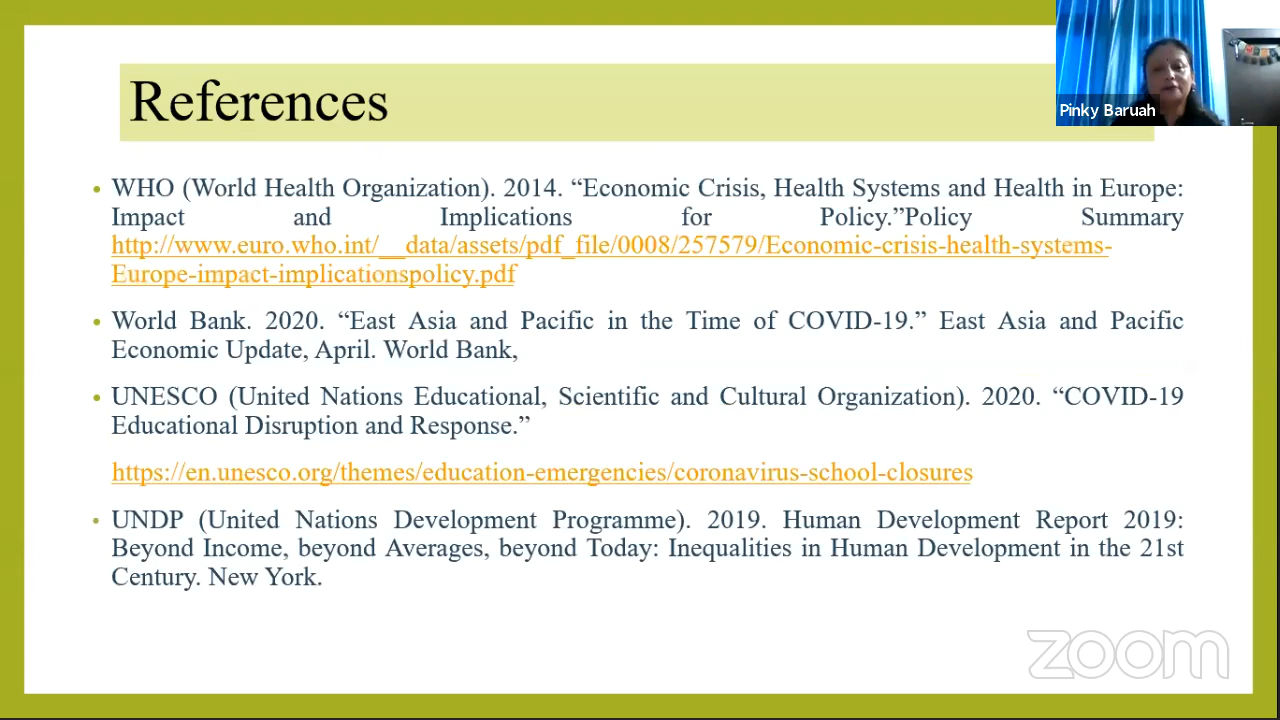 References
Pinky Baruah
• WHO (World Health Organization). 2014. “Economic Crisis, Health Systems and Health in Europe:
Impact and Implications for Policy.”Policy Summary
http://www.euro.who.int/__data/assets/pdf_file/0008/257579/Economic-crisis-health-systems-
Europe-impact-implicationspolicy.pdf
• World Bank. 2020. “East Asia and Pacific in the Time of COVID-19.” East Asia and Pacific
Economic Update, April. World Bank,
• UNESCO (United Nations Educational, Scientific and Cultural Organization). 2020. “COVID-19
Educational Disruption and Response.”
https://en.unesco.org/themes/education-emergencies/coronavirus-school-closures
• UNDP (United Nations Development Programme). 2019. Human Development Report 2019:
Beyond Income, beyond Averages, beyond Today: Inequalities in Human Development in the 21st
Century. New York.
zoom